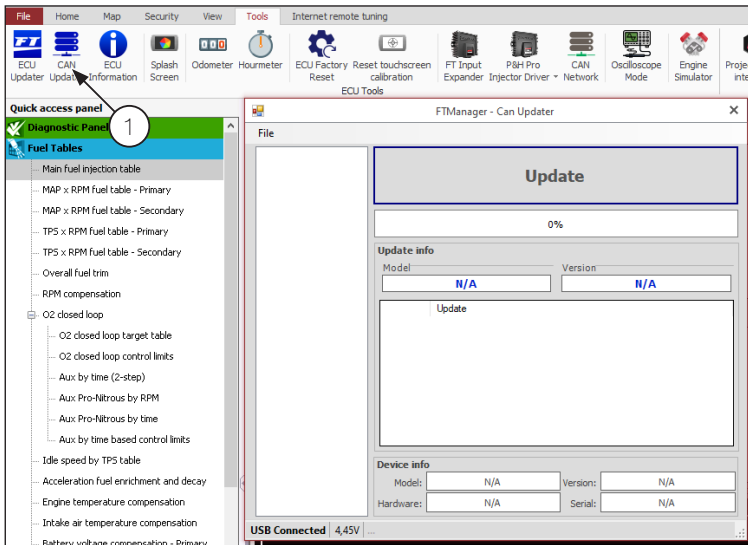 File Home Map Security View Tools Internet remote tuning
FT
ECU Updater
CAN Updater
ECU Information
Splash Screen
Odometer
Hourmeter
ECU Factory Reset
Reset touchscreen calibration
FT Input Expander
P&H Pro Injector Driver
CAN Network
Osciloscope Mode
Engine Simulator
ECU Tools
Quick access panel
1
Diagnostic Panel
Fuel Tables
Main fuel injection table
MAP x RPM fuel table - Primary
MAP x RPM fuel table - Secondary
TPS x RPM fuel table - Primary
TPS x RPM fuel table - Secondary
Overall fuel trim
RPM compensation
O2 closed loop
O2 closed loop target table
O2 closed loop control limits
Aux by time (2-step)
Aux Pro-Nitrous by RPM
Aux Pro-Nitrous by time
Aux by time based control limits
Idle speed by TPS table
Acceleration fuel enrichment and decay
Engine temperature compensation
Intake air temperature compensation
Battery voltage compensation - Primary
FTManager - Can Updater
File
Update
0%
Update info
Model Version
N/A N/A
Update
Device info
Model: N/A Version: N/A
Hardware: N/A Serial: N/A
USB Connected 4,45V ...